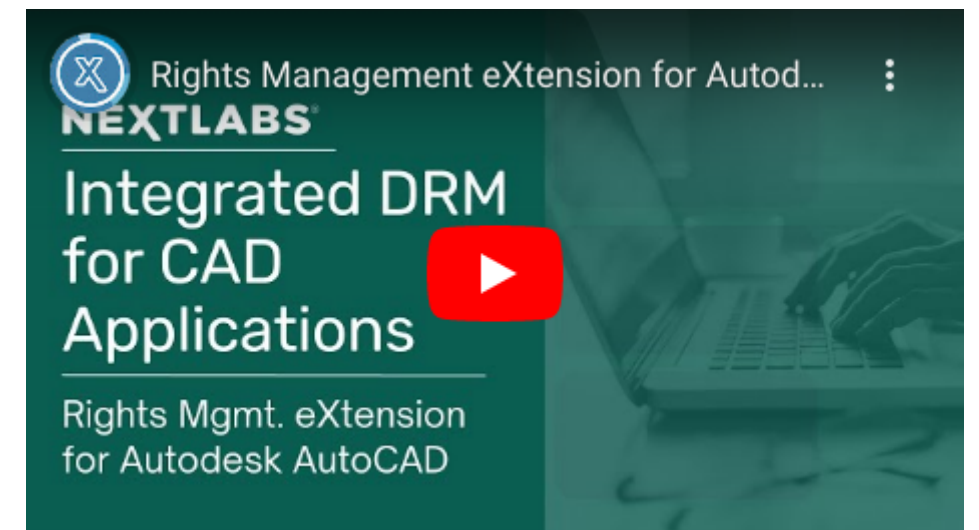 Rights Management eXtension for Autod...
NEXTLABS®
Integrated DRM
for CAD
Applications
Rights Mgmt. eXtension
for Autodesk AutoCAD